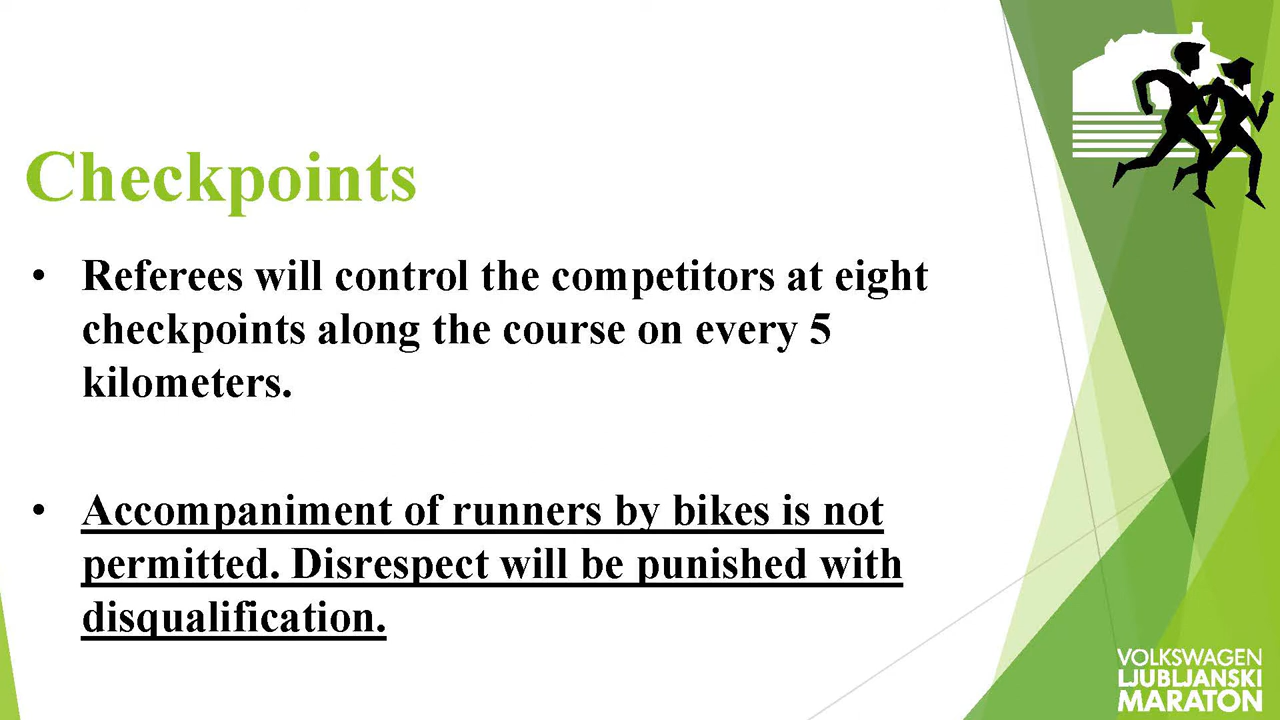 Checkpoints
• Referees will control the competitors at eight
checkpoints along the course on every 5
kilometers.
• Accompaniment of runners by bikes is not
permitted. Disrespect will be punished with
disqualification.
VOLKSWAGEN
LJUBLJANSKI
MARATON